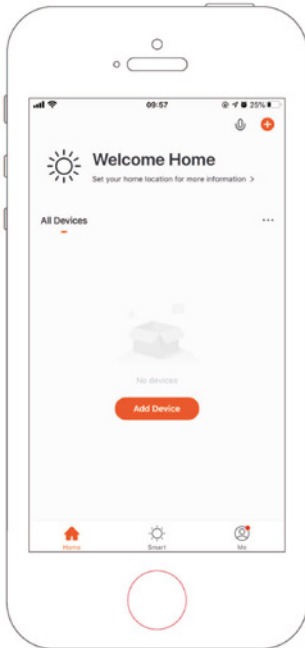 09:57
25%
Welcome Home
Set your home location for more information >
All Devices
...
No devices
Add Device
Home
Smart
Me